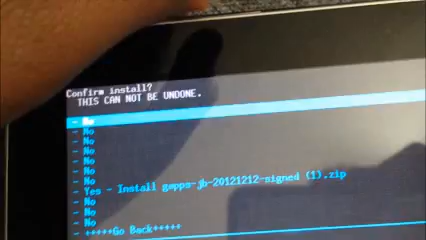 Confirm install?
THIS CAN NOT BE UNDONE.
- No
- No
- No
- No
- No
- No
- No
- Yes - Install gapps-jb-20121212-signed (1).zip
- No
- No
- No
- +++++Go Back+++++